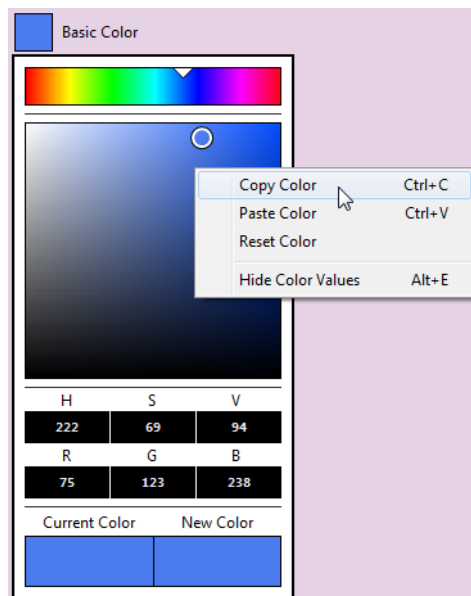 Basic Color
Copy Color Ctrl+C
Paste Color Ctrl+V
Reset Color
Hide Color Values Alt+E
H S V
222 69 94
R G B
75 123 238
Current Color New Color